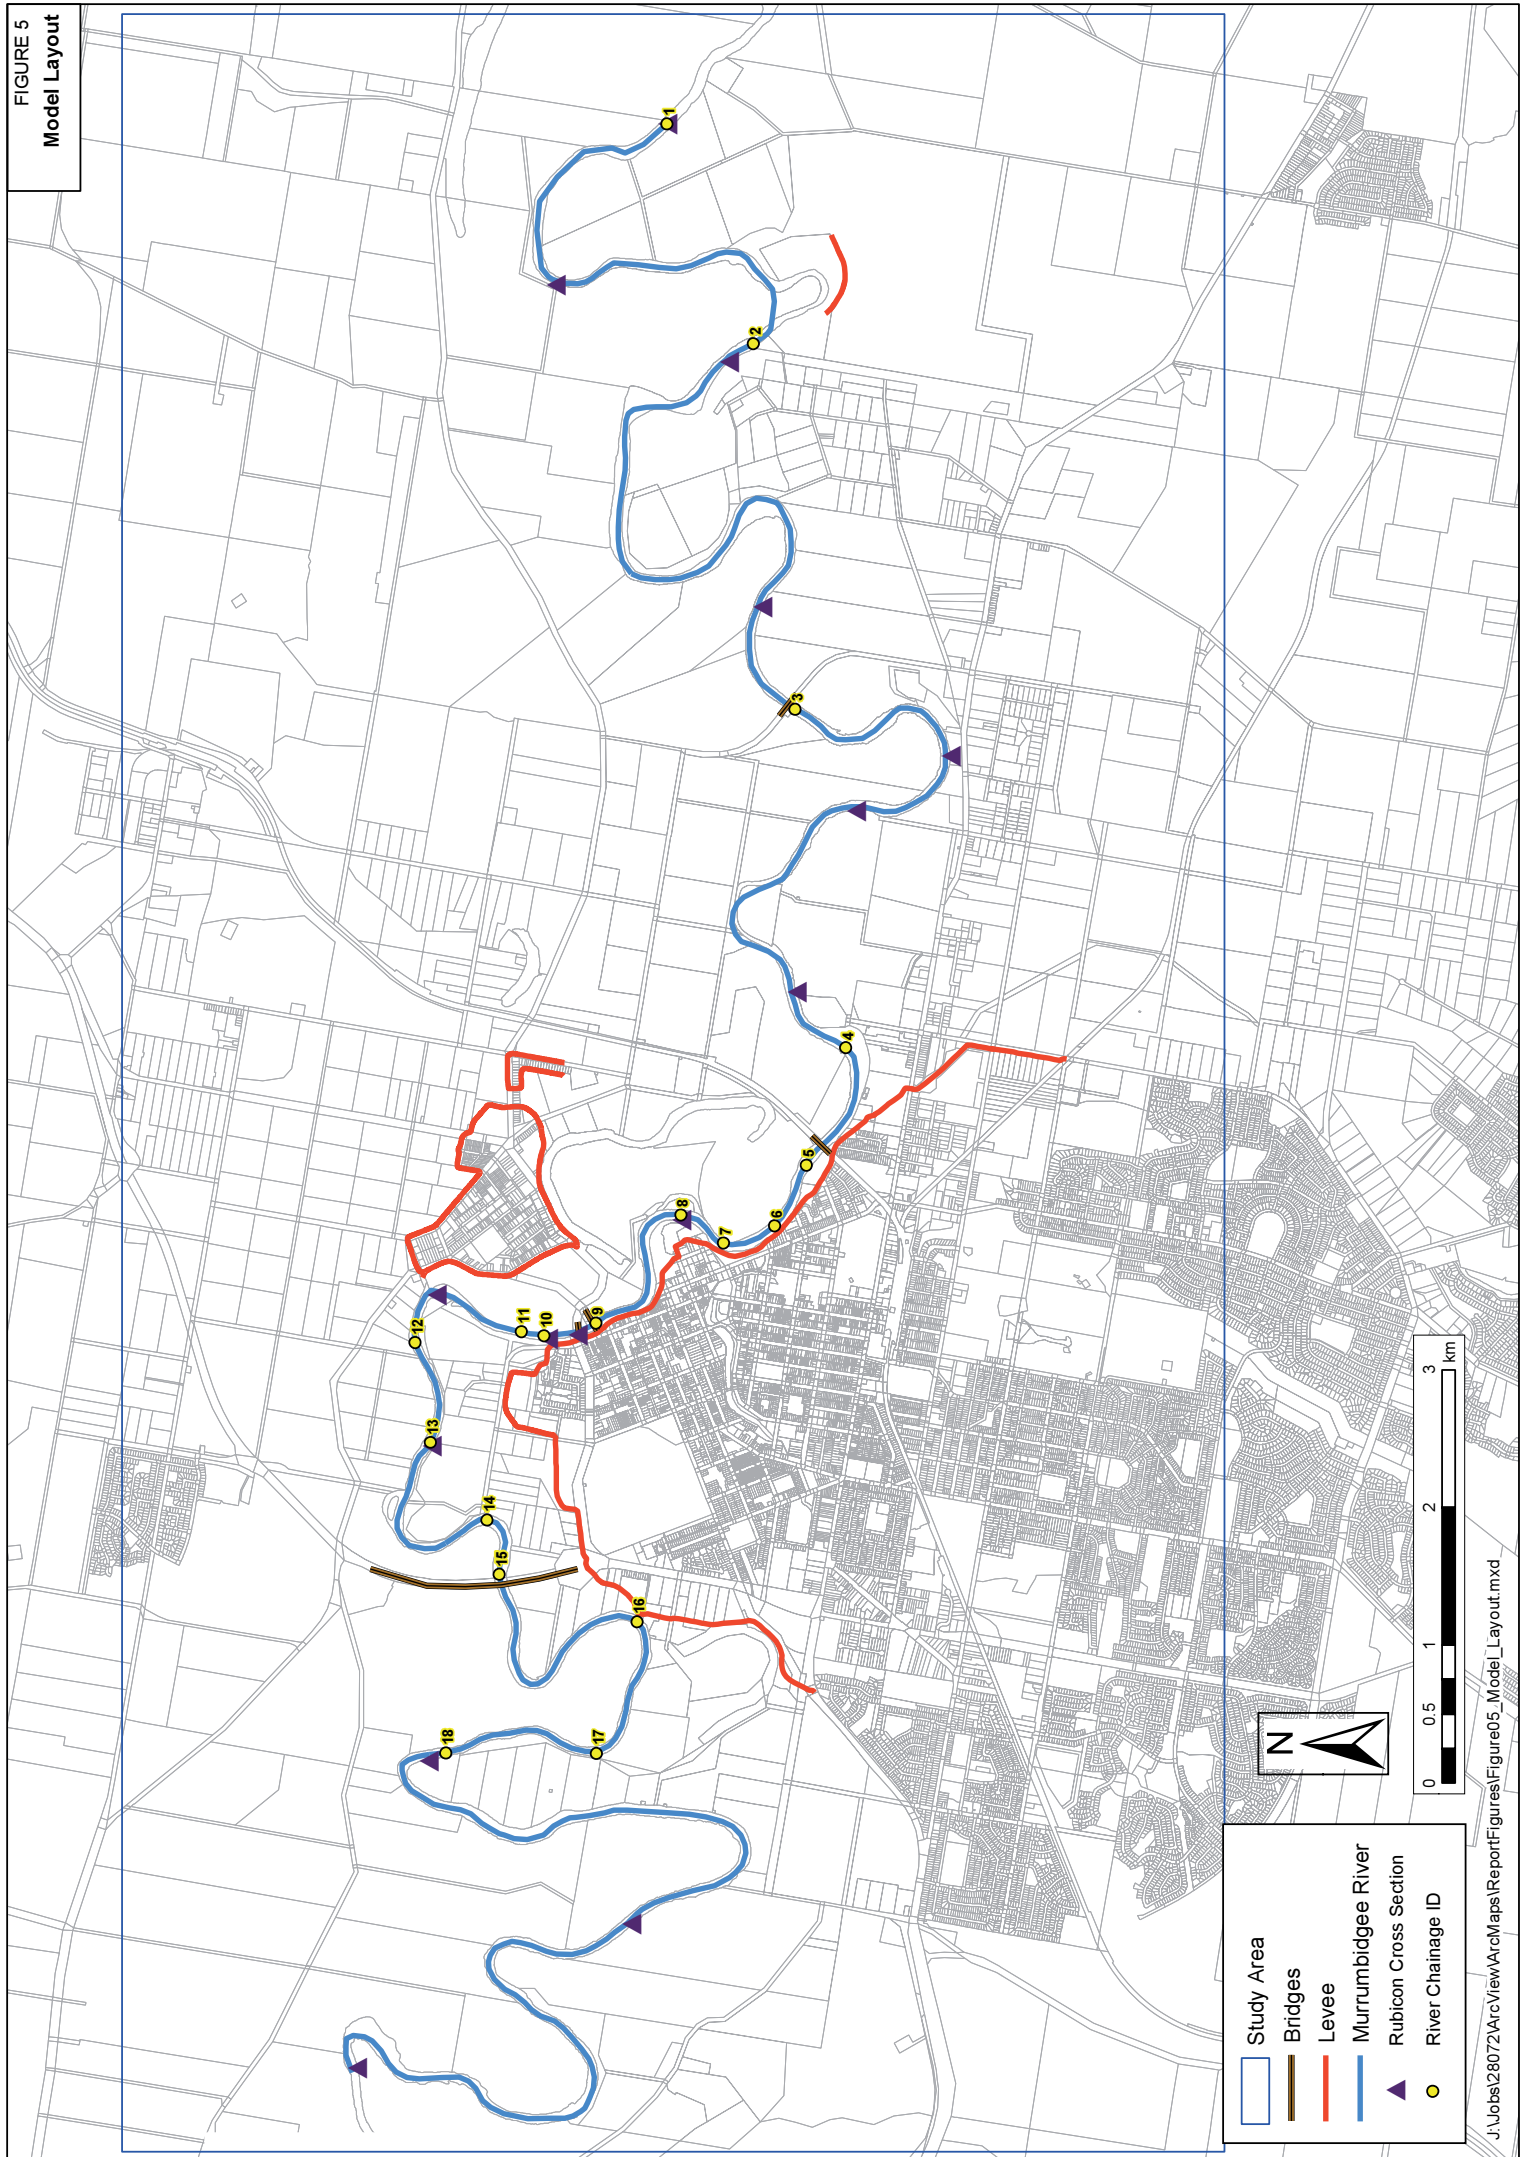 FIGURE 5
Model Layout
1
2
3
4
5
6
7
8
9
10
11
12
13
14
15
16
17
18
N
0 0.5 1 2 3
km
Study Area
Bridges
Levee
Murrumbidgee River
Rubicon Cross Section
River Chainage ID
J:\Jobs\28072\ArcView\ArcMaps\ReportFigures\Figure05_Model_Layout.mxd